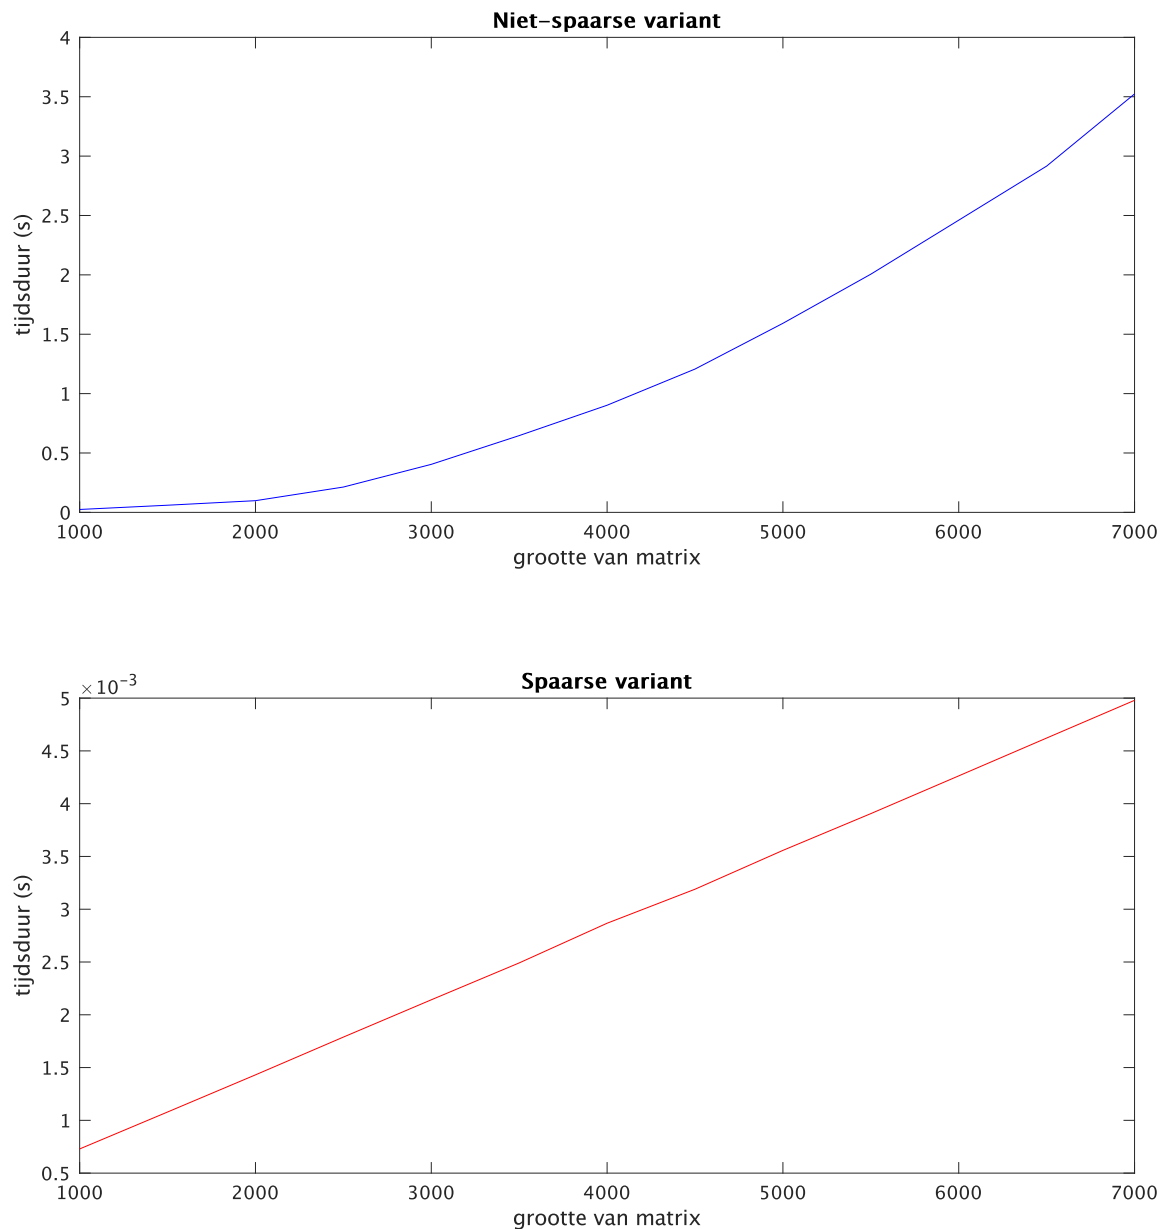 Niet-spaarse variant
4
3.5
3
2.5
2
1.5
1
0.5
0
tijdsduur (s)
1000 2000 3000 4000 5000 6000 7000
grootte van matrix
Spaarse variant
×10⁻³
5
4.5
4
3.5
3
2.5
2
1.5
1
0.5
tijdsduur (s)
1000 2000 3000 4000 5000 6000 7000
grootte van matrix